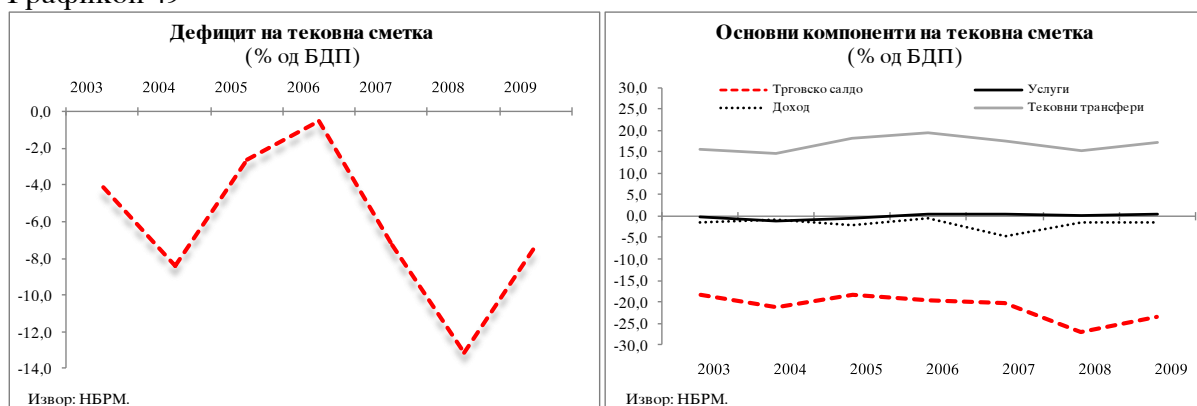 Графикон 49
Дефицит на тековна сметка
(% од БДП)
2003 2004 2005 2006 2007 2008 2009
0,0
-2,0
-4,0
-6,0
-8,0
-10,0
-12,0
-14,0
Извор: НБРМ.
Основни компоненти на тековна сметка
(% од БДП)
Трговско салдо Услуги
Доход Тековни трансфери
30,0
25,0
20,0
15,0
10,0
5,0
0,0
-5,0
-10,0
-15,0
-20,0
-25,0
-30,0
2003 2004 2005 2006 2007 2008 2009
Извор: НБРМ.